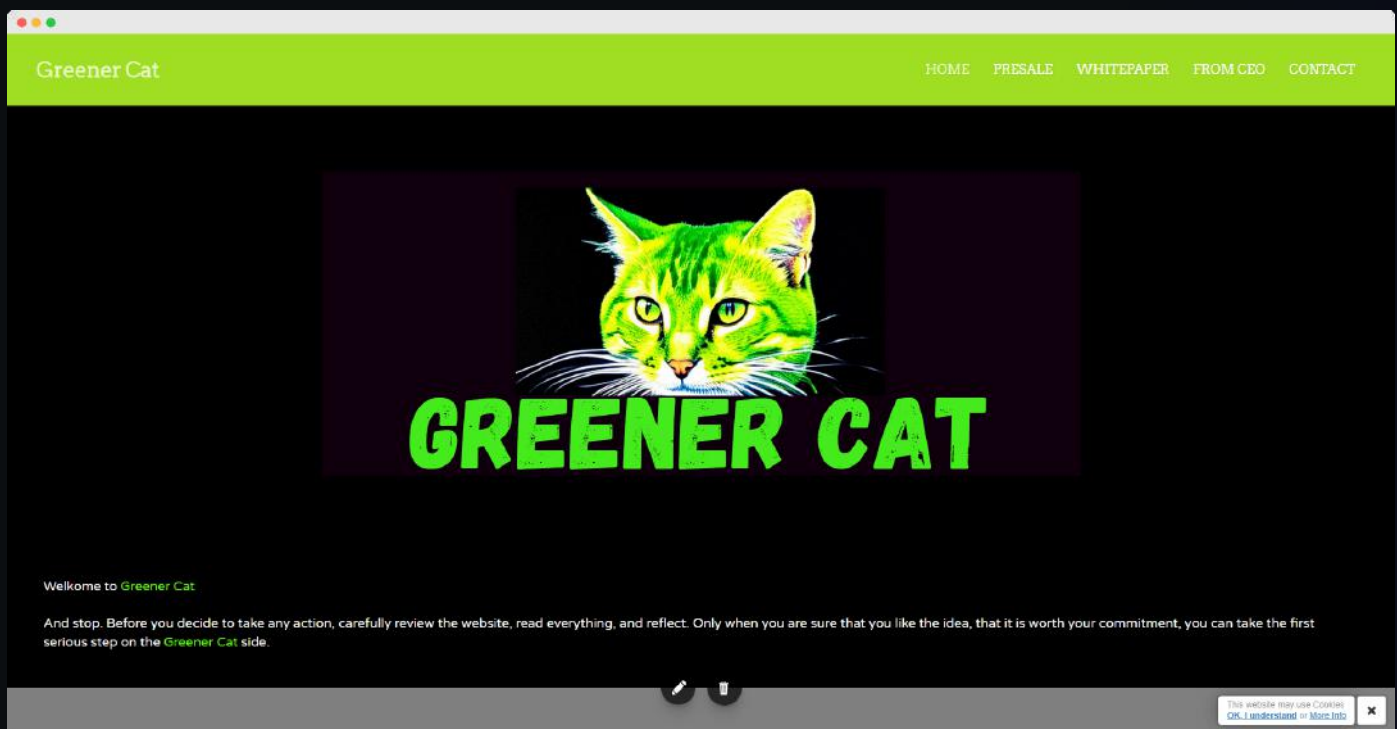 Greener Cat
HOME PRESALE WHITEPAPER FROM CEO CONTACT
GREENER CAT
Welkome to Greener Cat
And stop. Before you decide to take any action, carefully review the website, read everything, and reflect. Only when you are sure that you like the idea, that it is worth your commitment, you can take the first
serious step on the Greener Cat side.
This website may use Cookies
OK, I understand or More Info